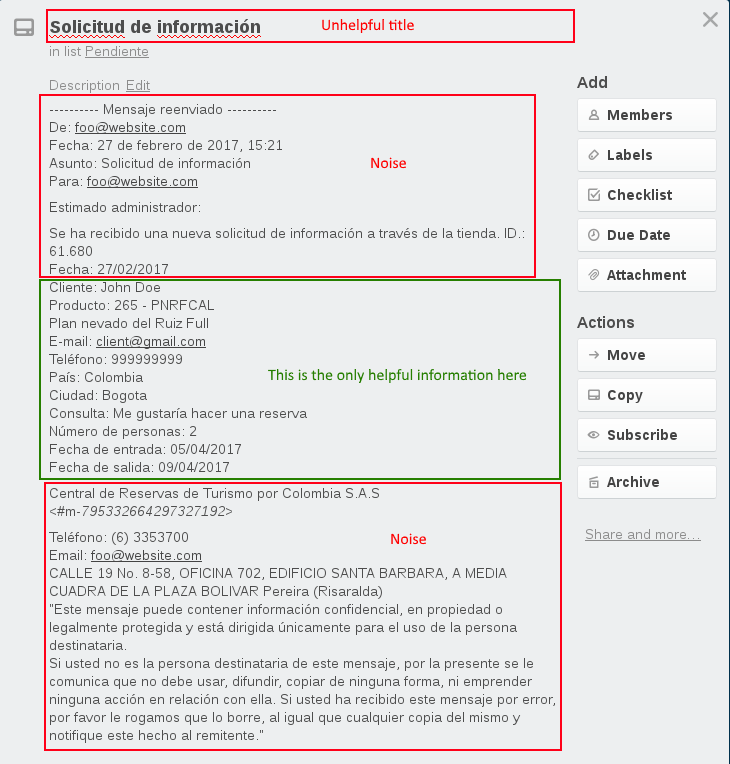 Solicitud de información
Unhelpful title
in list Pendiente
Description Edit
---------- Mensaje reenviado ----------
De: foo@website.com
Fecha: 27 de febrero de 2017, 15:21
Asunto: Solicitud de información
Noise
Para: foo@website.com
Estimado administrador:
Se ha recibido una nueva solicitud de información a través de la tienda. ID.:
61.680
Fecha: 27/02/2017
Cliente: John Doe
Producto: 265 - PNRFCAL
Plan nevado del Ruiz Full
E-mail: client@gmail.com
Teléfono: 999999999
País: Colombia
This is the only helpful information here
Ciudad: Bogota
Consulta: Me gustaría hacer una reserva
Número de personas: 2
Fecha de entrada: 05/04/2017
Fecha de salida: 09/04/2017
Central de Reservas de Turismo por Colombia S.A.S
<#m-795332664297327192>
Teléfono: (6) 3353700
Noise
Email: foo@website.com
CALLE 19 No. 8-58, OFICINA 702, EDIFICIO SANTA BARBARA, A MEDIA
CUADRA DE LA PLAZA BOLIVAR Pereira (Risaralda)
"Este mensaje puede contener información confidencial, en propiedad o
legalmente protegida y está dirigida únicamente para el uso de la persona
destinataria.
Si usted no es la persona destinataria de este mensaje, por la presente se le
comunica que no debe usar, difundir, copiar de ninguna forma, ni emprender
ninguna acción en relación con ella. Si usted ha recibido este mensaje por error,
por favor le rogamos que lo borre, al igual que cualquier copia del mismo y
notifique este hecho al remitente."
Add
Members
Labels
Checklist
Due Date
Attachment
Actions
Move
Copy
Subscribe
Archive
Share and more...